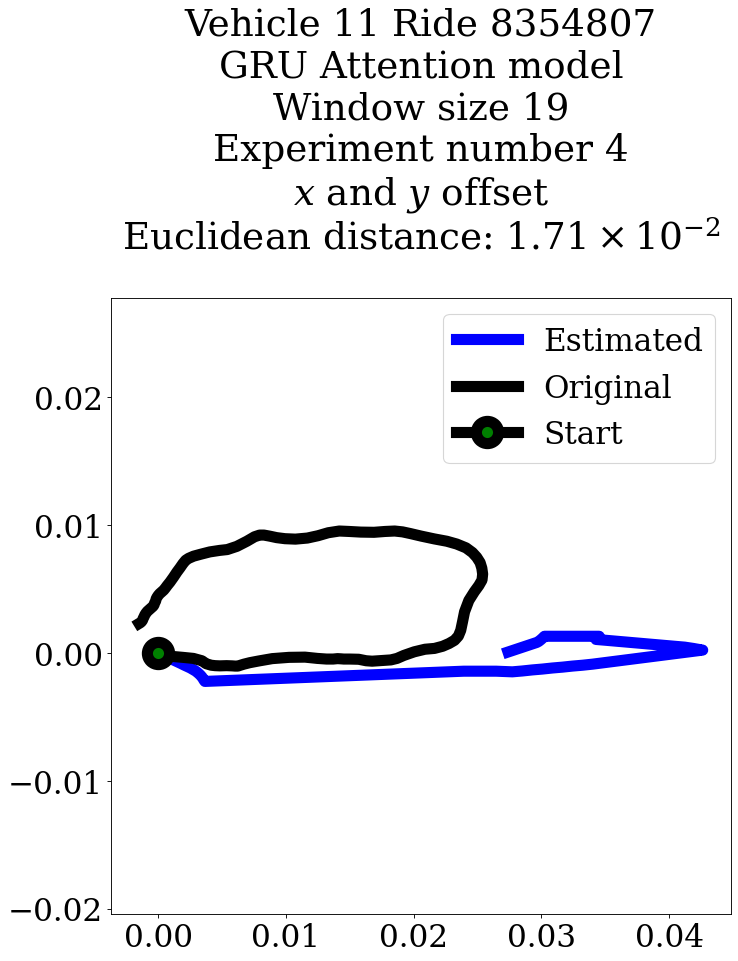 Vehicle 11 Ride 8354807
GRU Attention model
Window size 19
Experiment number 4
x and y offset
Euclidean distance: 1.71 × 10⁻²
Estimated
Original
Start
0.02
0.01
0.00
−0.01
−0.02
0.00 0.01 0.02 0.03 0.04